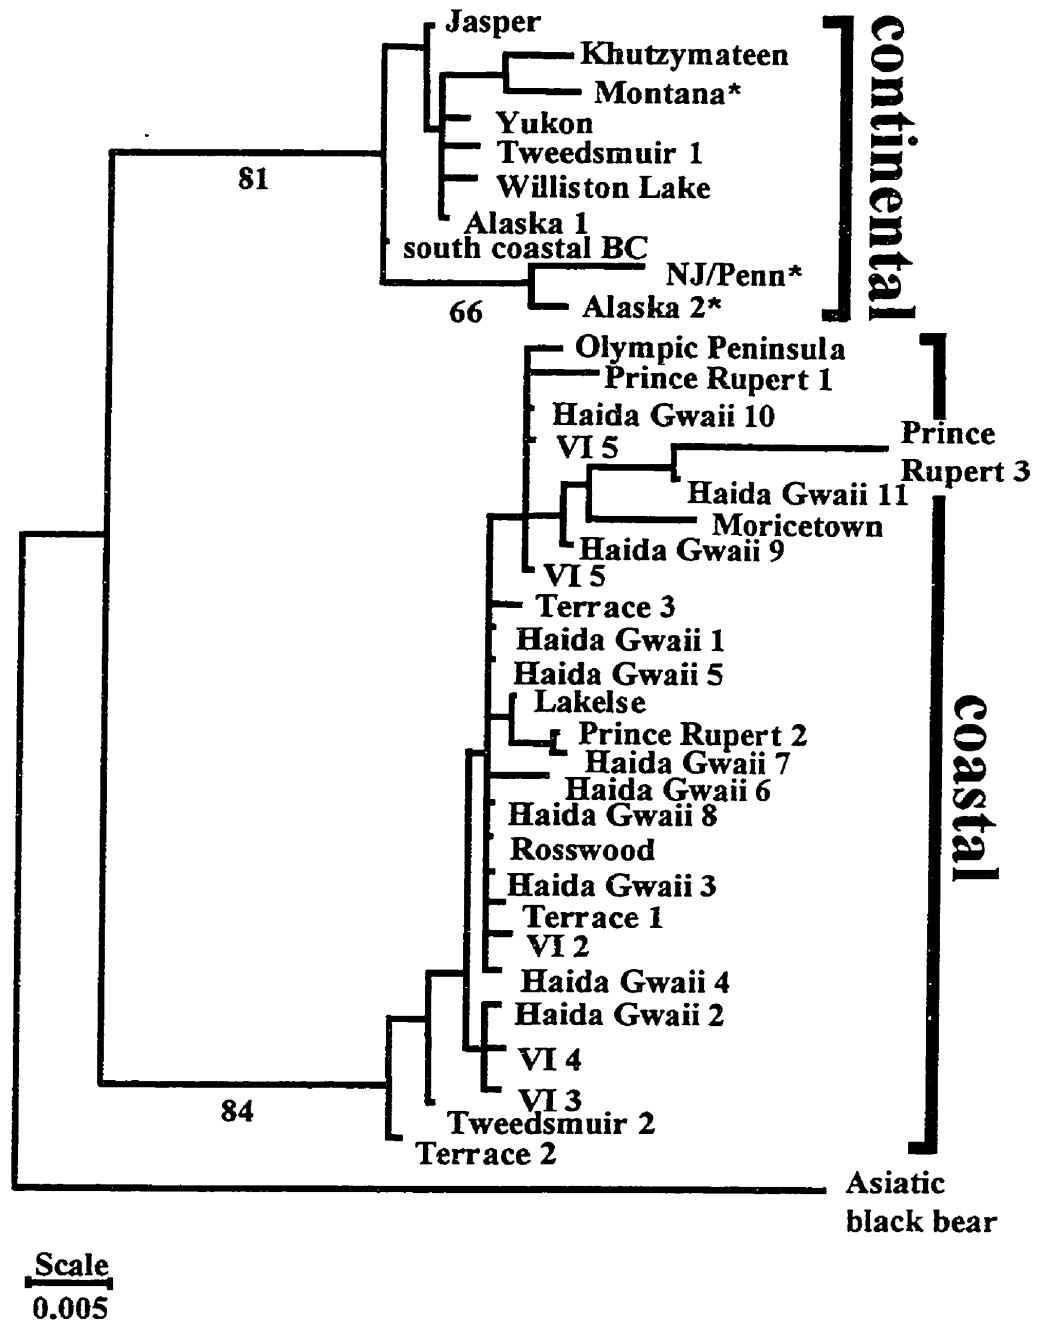 Jasper
Khutzymateen
Montana*
Yukon
Tweedsmuir 1
Williston Lake
Alaska 1
south coastal BC
NJ/Penn*
Alaska 2*
continental
81
66
Olympic Peninsula
Prince Rupert 1
Haida Gwaii 10
VI 5
Prince
Rupert 3
Haida Gwaii 11
Moricetown
Haida Gwaii 9
VI 5
Terrace 3
Haida Gwaii 1
Haida Gwaii 5
Lakelse
Prince Rupert 2
Haida Gwaii 7
Haida Gwaii 6
Haida Gwaii 8
Rosswood
Haida Gwaii 3
Terrace 1
VI 2
Haida Gwaii 4
Haida Gwaii 2
VI 4
VI 3
Tweedsmuir 2
Terrace 2
coastal
84
Asiatic
black bear
Scale
0.005